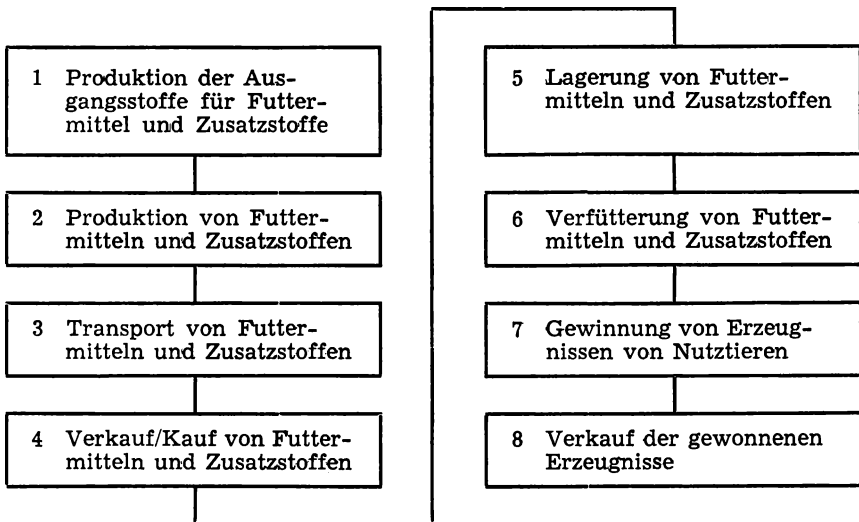 1 Produktion der Aus-
gangsstoffe für Futter-
mittel und Zusatzstoffe
2 Produktion von Futter-
mitteln und Zusatzstoffen
3 Transport von Futter-
mitteln und Zusatzstoffen
4 Verkauf/Kauf von Futter-
mitteln und Zusatzstoffen
5 Lagerung von Futter-
mitteln und Zusatzstoffen
6 Verfütterung von Futter-
mitteln und Zusatzstoffen
7 Gewinnung von Erzeug-
nissen von Nutztieren
8 Verkauf der gewonnenen
Erzeugnisse